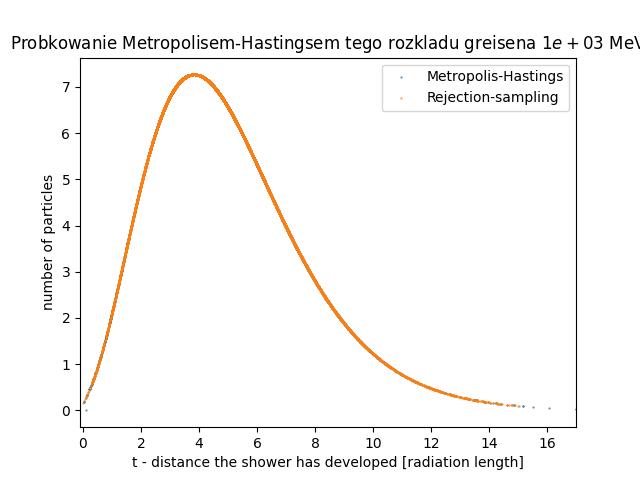 Probkowanie Metropolisem-Hastingsem tego rozkladu greisena 1e + 03 MeV
Metropolis-Hastings
Rejection-sampling
number of particles
7
6
5
4
3
2
1
0
0 2 4 6 8 10 12 14 16
t - distance the shower has developed [radiation length]